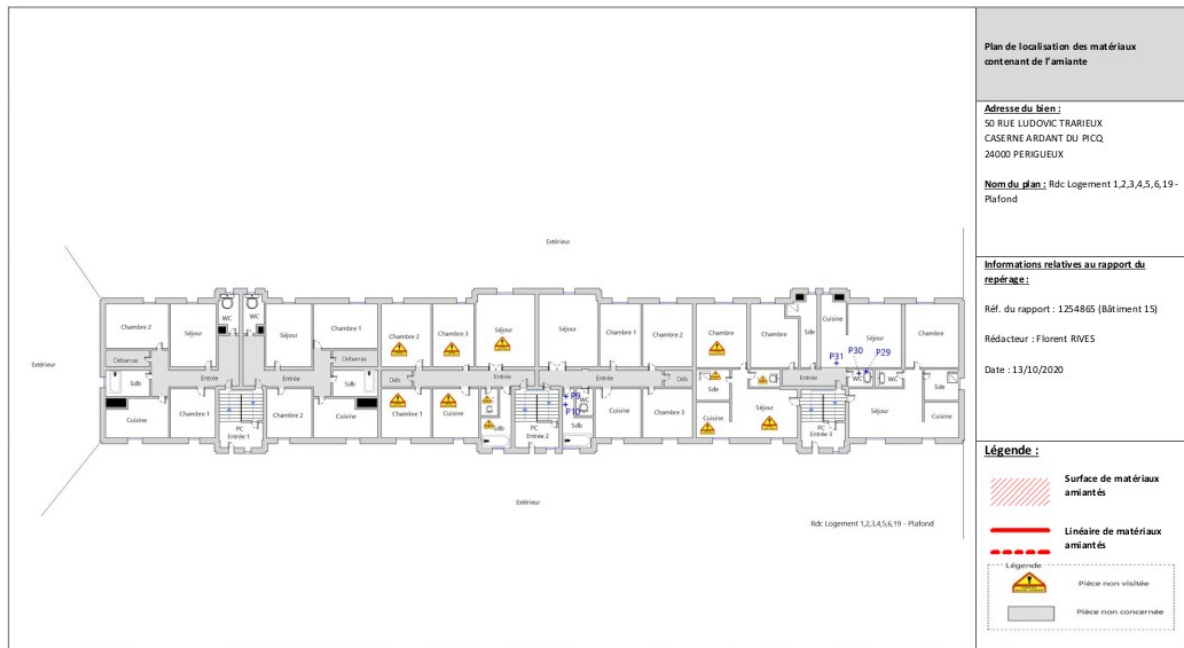 Plan de localisation des matériaux
contenant de l'amiante
Adresse du bien :
50 RUE LUDOVIC TRARIEUX
CASERNE ARDANT DU PICQ
24000 PERIGUEUX
Nom du plan : Rdc Logement 1,2,3,4,5,6,19 -
Plafond
Informations relatives au rapport du
repérage :
Réf. du rapport : 1254865 (Bâtiment 15)
Rédacteur : Florent RIVES
Date : 13/10/2020
Légende :
Surface de matériaux
amiantés
Linéaire de matériaux
amiantés
Légende
Pièce non visitée
Pièce non concernée
Extérieur
Extérieur
Extérieur
WC
WC
Chambre 2
Séjour
Séjour
Chambre 1
Chambre 2
Chambre 3
Séjour
Séjour
Chambre 1
Chambre 2
Chambre
Chambre
Sde
Cuisine
Séjour
Chambre
Debarras
Debarras
P31
P30
P29
Sdb
Entrée
Entrée
Sdb
Déb
Entrée
Entrée
Déb
Sde
WC
Entrée
WC
WC
Sde
Cuisine
Chambre 1
Chambre 2
Cuisine
Chambre 1
Cuisine
P9
P10
WC
Sdb
Sdb
Cuisine
Chambre 3
Cuisine
Séjour
Séjour
Cuisine
PC
Entrée 1
PC
Entrée 2
PC
Entrée 3
Rdc Logement 1,2,3,4,5,6,19 - Plafond